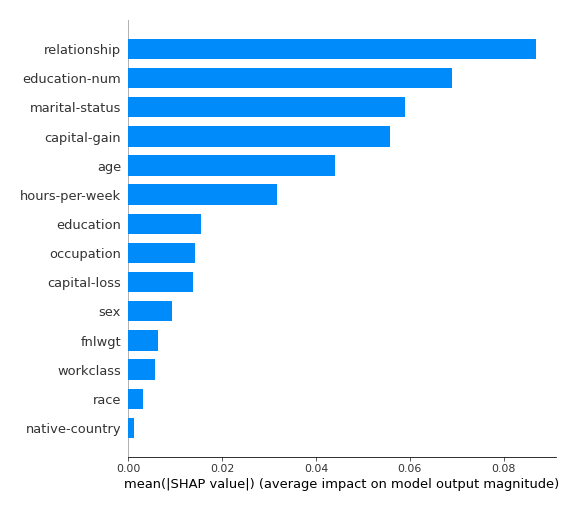 relationship
education-num
marital-status
capital-gain
age
hours-per-week
education
occupation
capital-loss
sex
fnlwgt
workclass
race
native-country
0.00 0.02 0.04 0.06 0.08
mean(|SHAP value|) (average impact on model output magnitude)